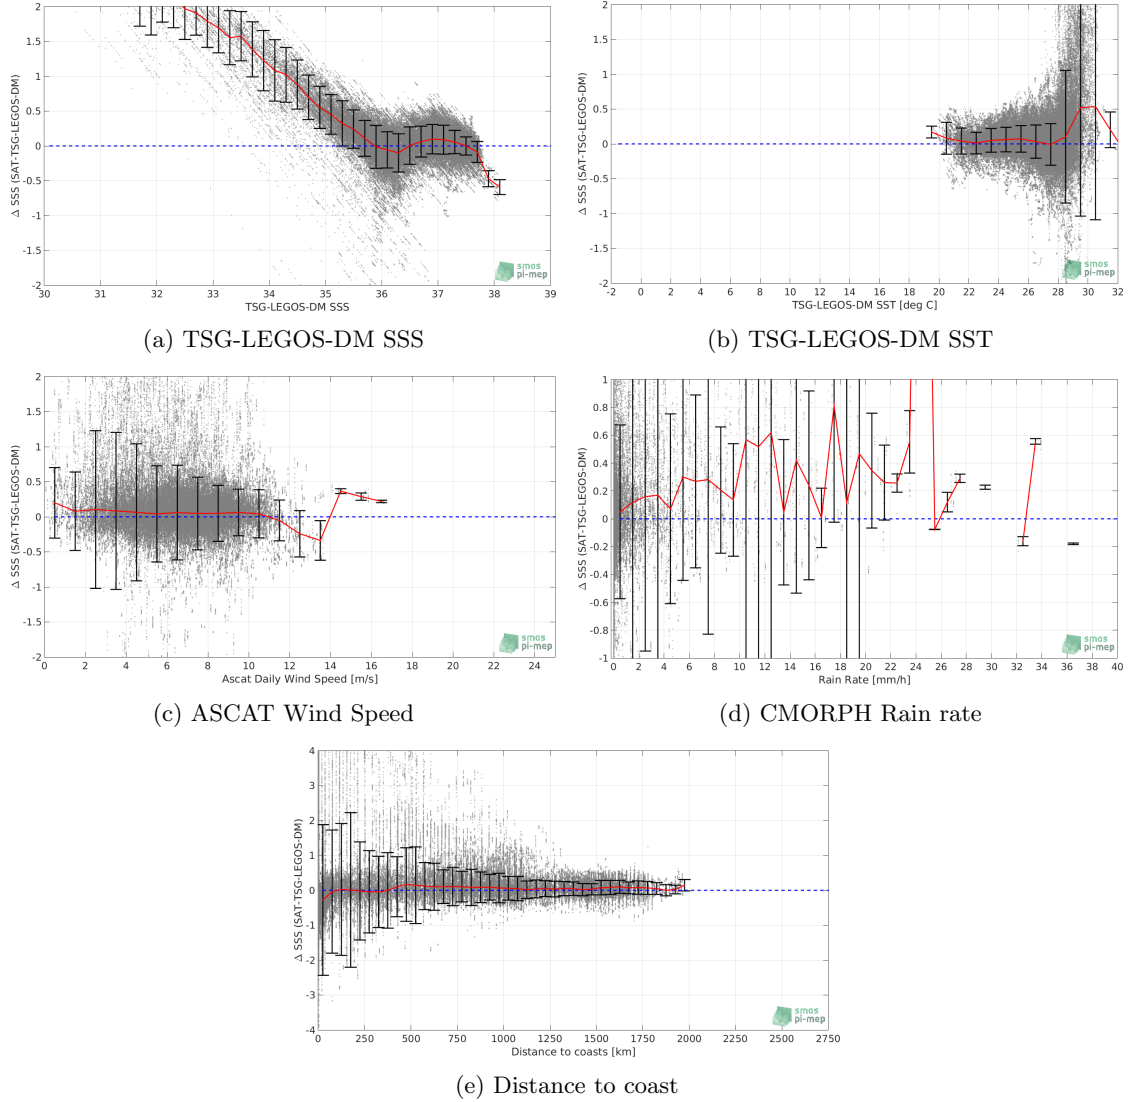 2
1.5
1
0.5
0
-0.5
-1
-1.5
-2
Δ SSS (SAT-TSG-LEGOS-DM)
30 31 32 33 34 35 36 37 38 39
TSG-LEGOS-DM SSS
smos
pi-mep
(a) TSG-LEGOS-DM SSS
2
1.5
1
0.5
0
-0.5
-1
-1.5
-2
Δ SSS (SAT-TSG-LEGOS-DM)
-2 0 2 4 6 8 10 12 14 16 18 20 22 24 26 28 30 32
TSG-LEGOS-DM SST [deg C]
smos
pi-mep
(b) TSG-LEGOS-DM SST
2
1.5
1
0.5
0
-0.5
-1
-1.5
-2
Δ SSS (SAT-TSG-LEGOS-DM)
0 2 4 6 8 10 12 14 16 18 20 22 24
Ascat Daily Wind Speed [m/s]
smos
pi-mep
(c) ASCAT Wind Speed
1
0.8
0.6
0.4
0.2
0
-0.2
-0.4
-0.6
-0.8
-1
Δ SSS (SAT-TSG-LEGOS-DM)
0 2 4 6 8 10 12 14 16 18 20 22 24 26 28 30 32 34 36 38 40
Rain Rate [mm/h]
smos
pi-mep
(d) CMORPH Rain rate
4
3
2
1
0
-1
-2
-3
-4
Δ SSS (SAT-TSG-LEGOS-DM)
0 250 500 750 1000 1250 1500 1750 2000 2250 2500 2750
Distance to coasts [km]
smos
pi-mep
(e) Distance to coast